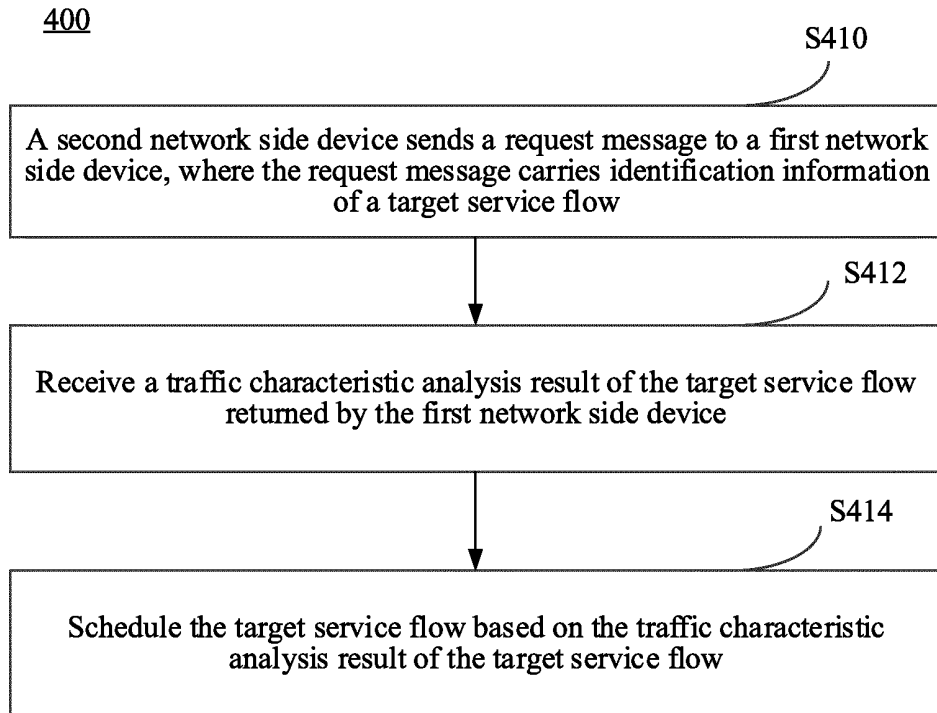 400
S410
A second network side device sends a request message to a first network
side device, where the request message carries identification information
of a target service flow
S412
Receive a traffic characteristic analysis result of the target service flow
returned by the first network side device
S414
Schedule the target service flow based on the traffic characteristic
analysis result of the target service flow